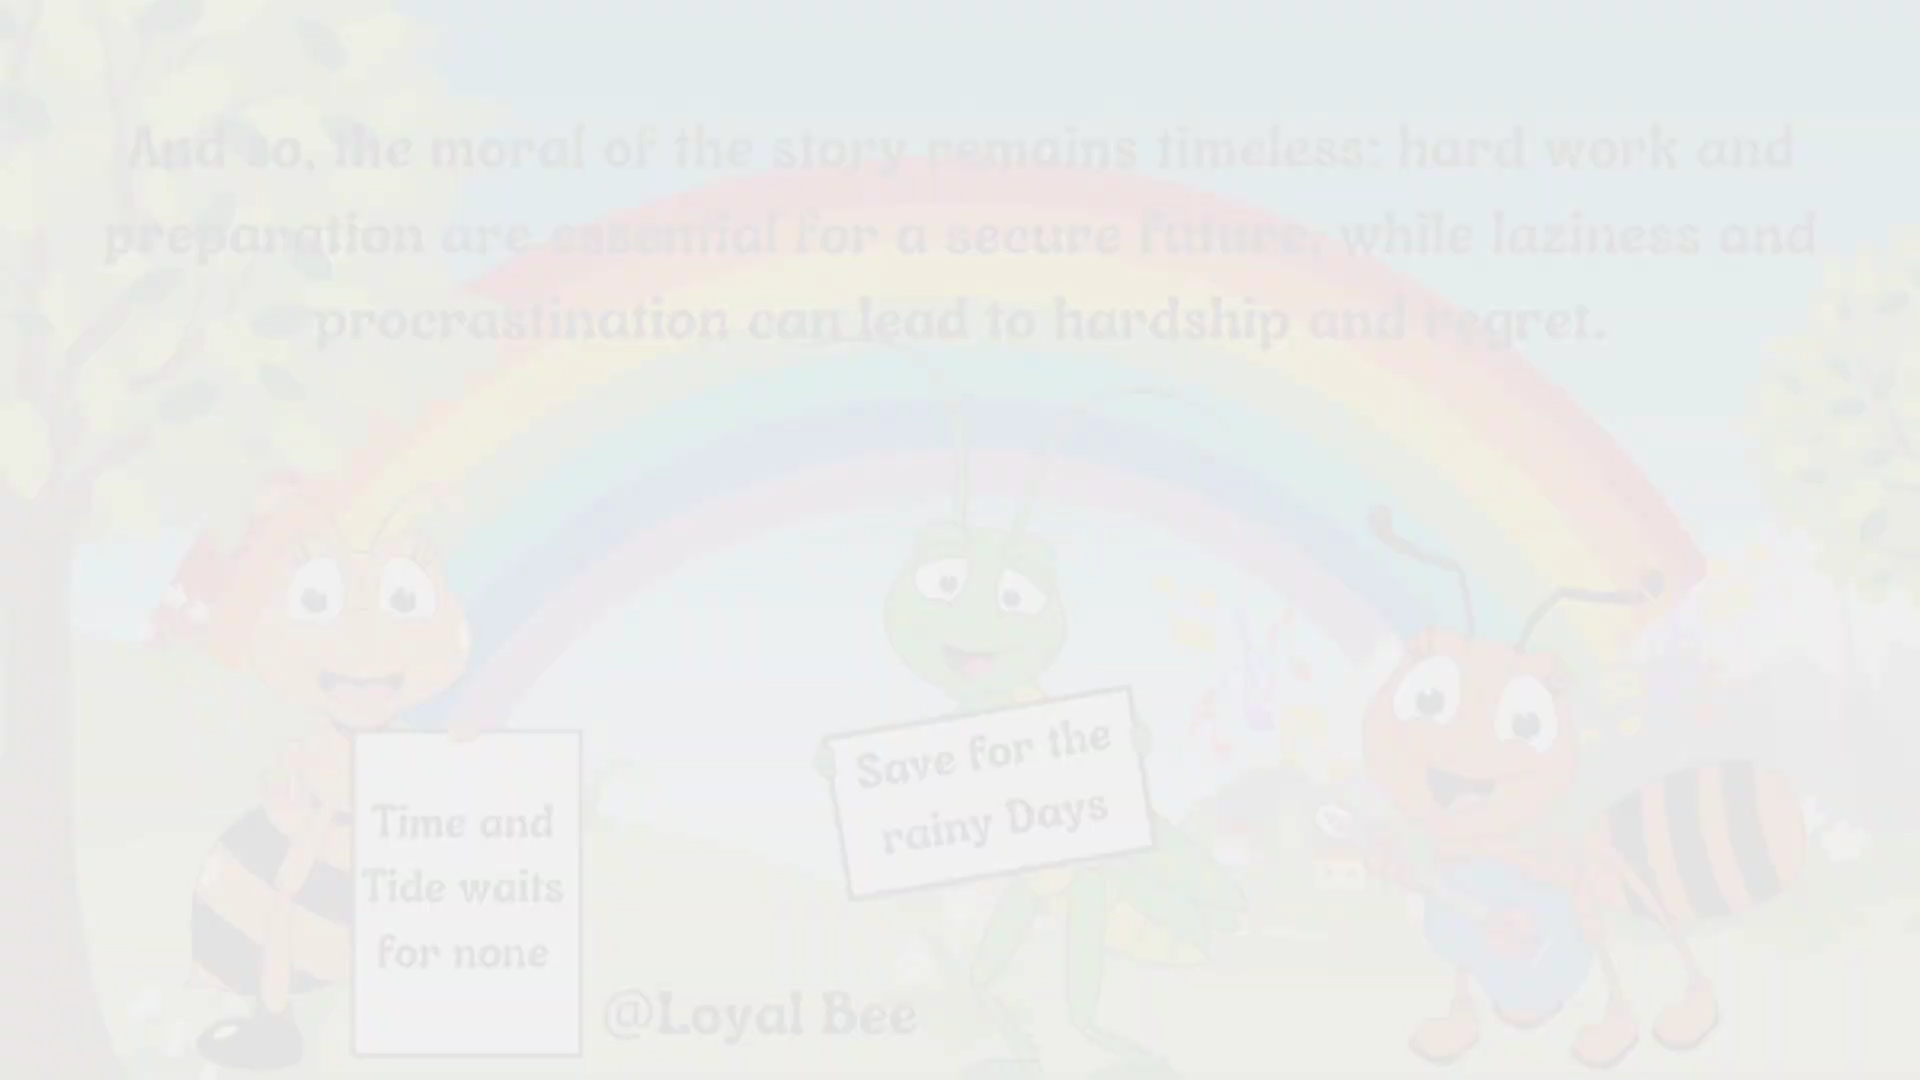 And so, the moral of the story remains timeless: hard work and
preparation are essential for a secure future, while laziness and
procrastination can lead to hardship and regret.
Save for the
rainy Days
Time and
Tide waits
for none
@Loyal Bee